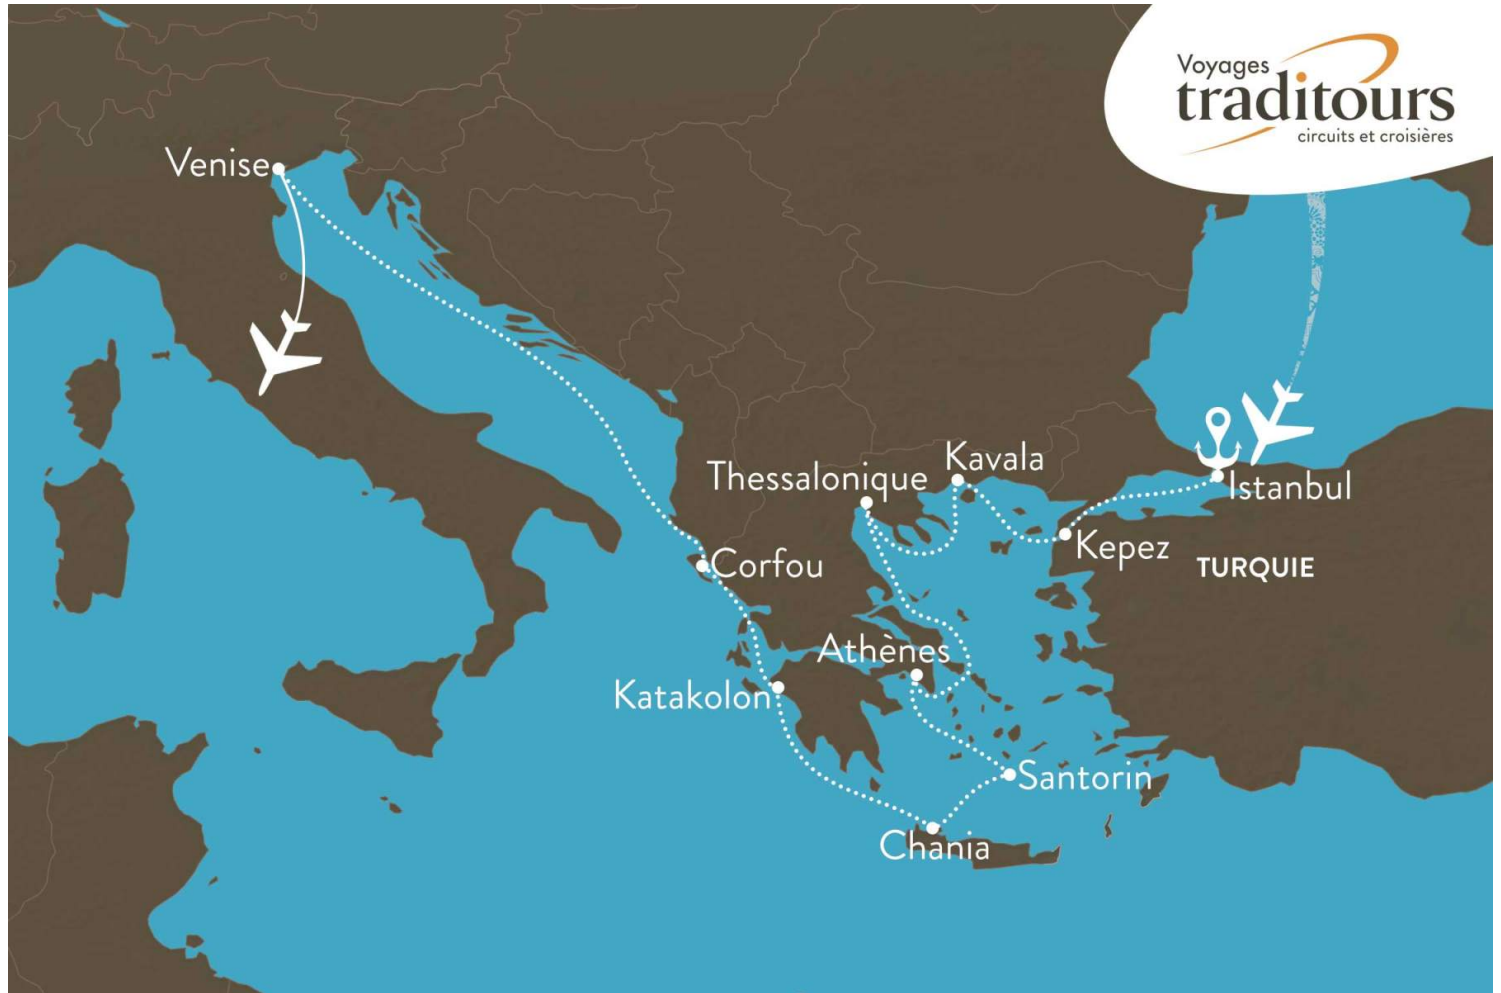 Voyages
traditours
circuits et croisières
Venise
Kavala
Thessalonique
Istanbul
Kepez
Corfou
TURQUIE
Athènes
Katakolon
Santorin
Chania